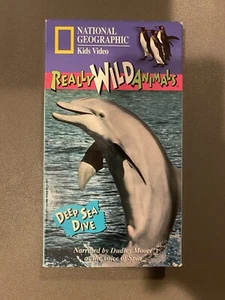 NATIONAL
GEOGRAPHIC
Kids Video
REALLY WILD ANIMALS
DEEP SEA
DIVE
Narrated by Dudley Moore
as the voice of Spin